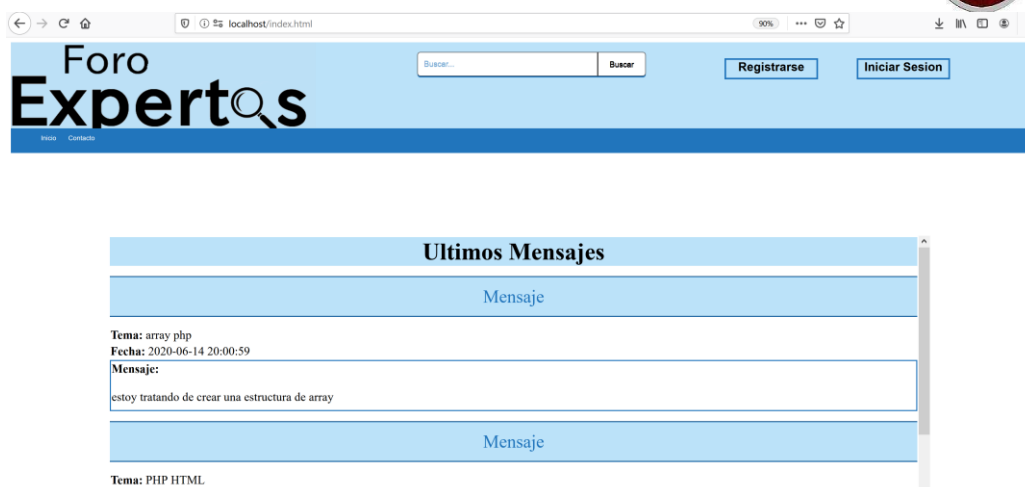 localhost/index.html
90%
Foro
Expertos
Buscar...
Buscar
Registrarse
Iniciar Sesion
Inicio
Contacto
Ultimos Mensajes
Mensaje
Tema: array php
Fecha: 2020-06-14 20:00:59
Mensaje:
estoy tratando de crear una estructura de array
Mensaje
Tema: PHP HTML